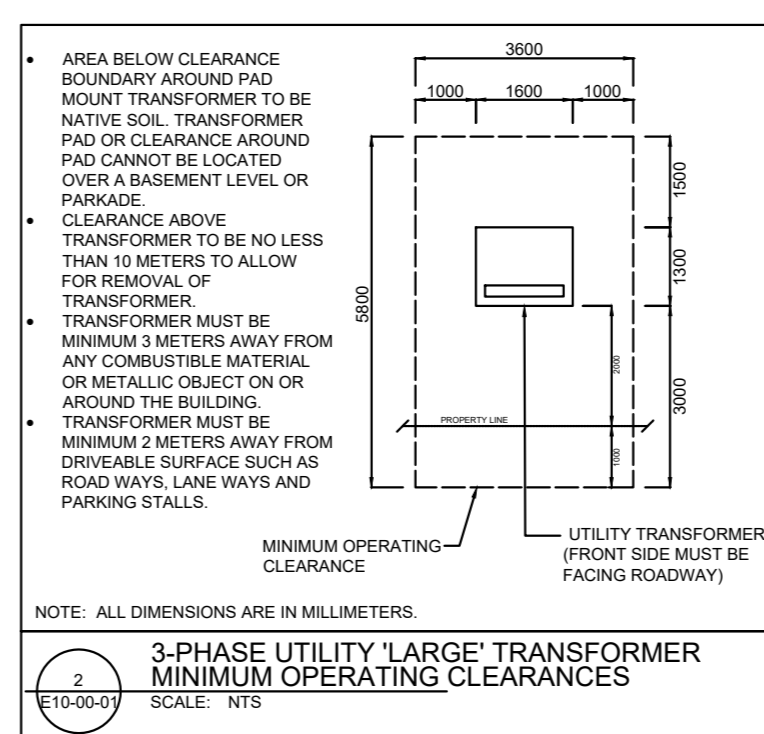 • AREA BELOW CLEARANCE
BOUNDARY AROUND PAD
MOUNT TRANSFORMER TO BE
NATIVE SOIL. TRANSFORMER
PAD OR CLEARANCE AROUND
PAD CANNOT BE LOCATED
OVER A BASEMENT LEVEL OR
PARKADE.
• CLEARANCE ABOVE
TRANSFORMER TO BE NO LESS
THAN 10 METERS TO ALLOW
FOR REMOVAL OF
TRANSFORMER.
• TRANSFORMER MUST BE
MINIMUM 3 METERS AWAY FROM
ANY COMBUSTIBLE MATERIAL
OR METALLIC OBJECT ON OR
AROUND THE BUILDING.
• TRANSFORMER MUST BE
MINIMUM 2 METERS AWAY FROM
DRIVEABLE SURFACE SUCH AS
ROAD WAYS, LANE WAYS AND
PARKING STALLS.
3600
1000 1600 1000
5800
1500
1300
3000
2000
1000
PROPERTY LINE
MINIMUM OPERATING
CLEARANCE
UTILITY TRANSFORMER
(FRONT SIDE MUST BE
FACING ROADWAY)
NOTE: ALL DIMENSIONS ARE IN MILLIMETERS.
2
E10-00-01
3-PHASE UTILITY 'LARGE' TRANSFORMER
MINIMUM OPERATING CLEARANCES
SCALE: NTS